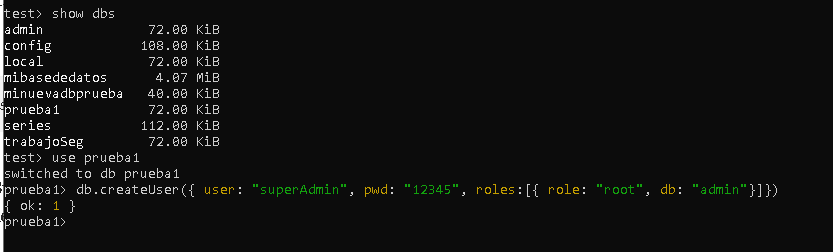 test> show dbs
admin 72.00 KiB
config 108.00 KiB
local 72.00 KiB
mibasededatos 4.07 MiB
minuevadbprueba 40.00 KiB
prueba1 72.00 KiB
series 112.00 KiB
trabajoSeg 72.00 KiB
test> use prueba1
switched to db prueba1
prueba1> db.createUser({ user: "superAdmin", pwd: "12345", roles:[{ role: "root", db: "admin"}]})
{ ok: 1 }
prueba1>